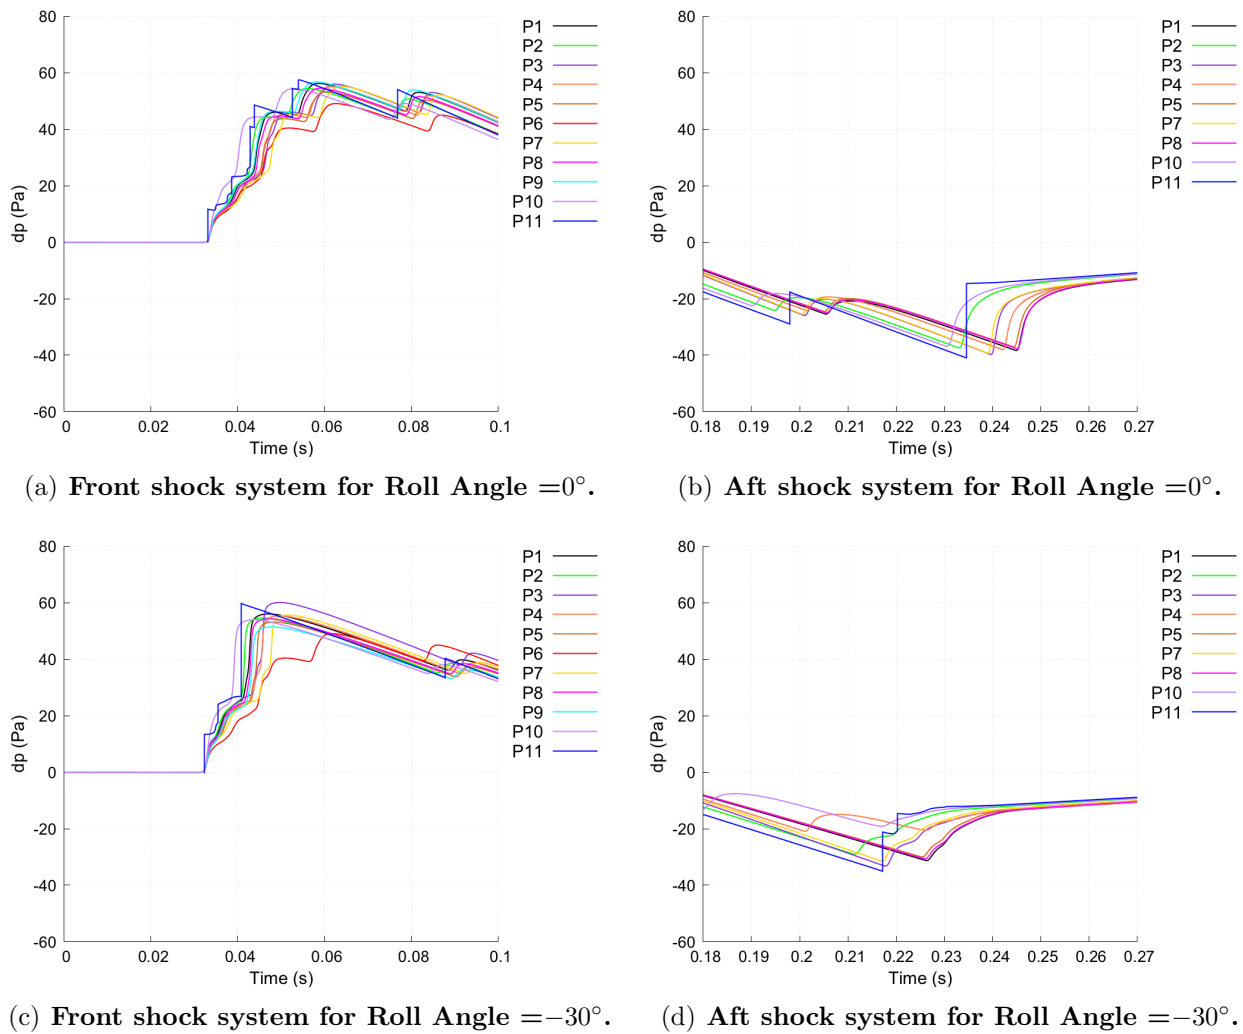 80
60
40
20
0
-20
-40
-60
dp (Pa)
0
0.02
0.04
0.06
0.08
0.1
Time (s)
P1
P2
P3
P4
P5
P6
P7
P8
P9
P10
P11
(a) Front shock system for Roll Angle =0°.
80
60
40
20
0
-20
-40
-60
dp (Pa)
0.18
0.19
0.2
0.21
0.22
0.23
0.24
0.25
0.26
0.27
Time (s)
P1
P2
P3
P4
P5
P7
P8
P10
P11
(b) Aft shock system for Roll Angle =0°.
80
60
40
20
0
-20
-40
-60
dp (Pa)
0
0.02
0.04
0.06
0.08
0.1
Time (s)
P1
P2
P3
P4
P5
P6
P7
P8
P9
P10
P11
(c) Front shock system for Roll Angle =−30°.
80
60
40
20
0
-20
-40
-60
dp (Pa)
0.18
0.19
0.2
0.21
0.22
0.23
0.24
0.25
0.26
0.27
Time (s)
P1
P2
P3
P4
P5
P7
P8
P10
P11
(d) Aft shock system for Roll Angle =−30°.